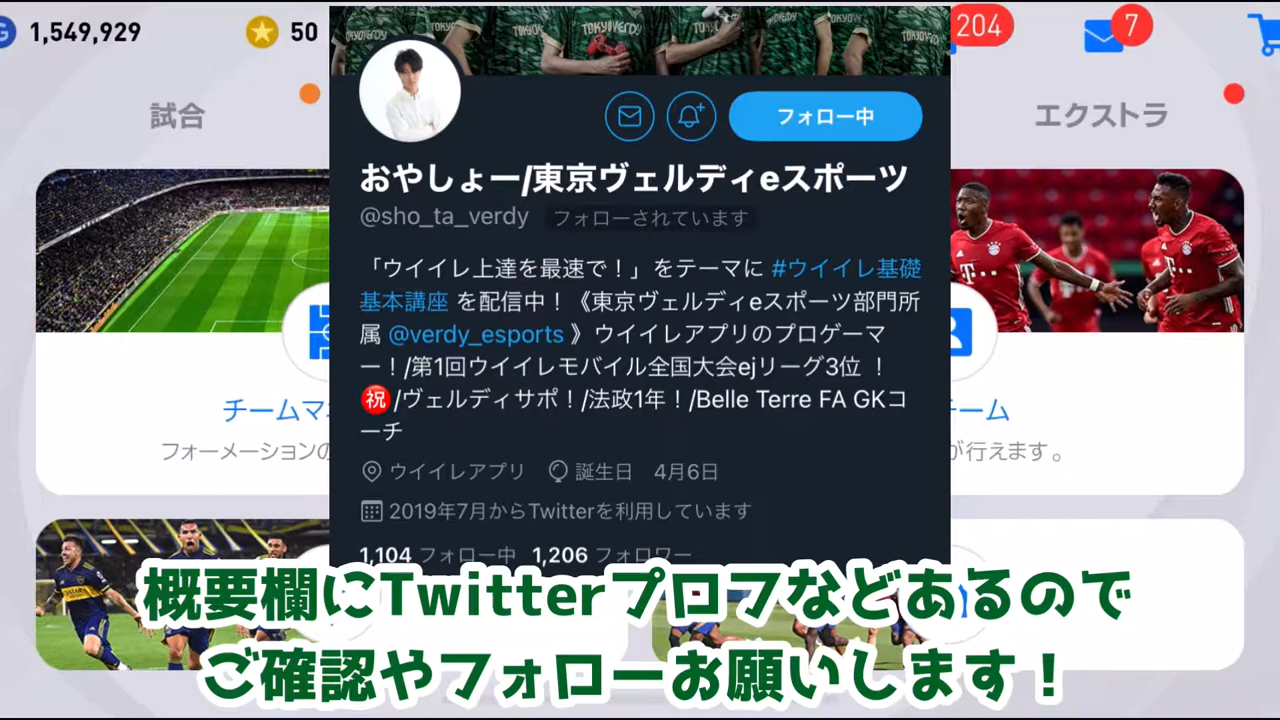 1,549,929
50
204
7
試合
エクストラ
TOKYOVERDY
フォロー中
おやしょー/東京ヴェルディeスポーツ
@sho_ta_verdy フォローされています
「ウイイレ上達を最速で!」をテーマに #ウイイレ基礎
基本講座 を配信中!《東京ヴェルディeスポーツ部門所
属 @verdy_esports 》ウイイレアプリのプロゲーマ
ー!/第1回ウイイレモバイル全国大会ejリーグ3位 !
㊗/ヴェルディサポ!/法政1年!/Belle Terre FA GKコ
ーチ
ウイイレアプリ 誕生日 4月6日
2019年7月からTwitterを利用しています
1,104 フォロー中 1,206 フォロワー
チームマネ
フォーメーションの
ーム
が行えます。
概要欄にTwitterプロフなどあるので
ご確認やフォローお願いします!